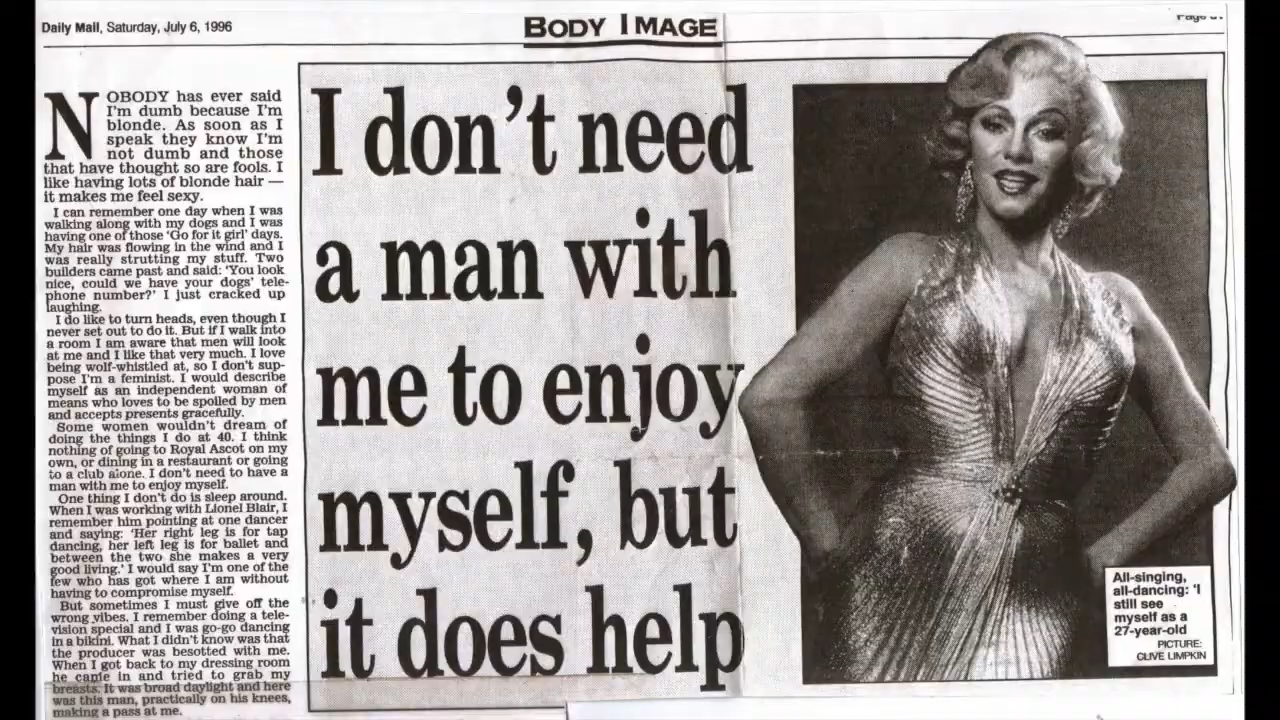 Daily Mail, Saturday, July 6, 1996
BODY IMAGE
NOBODY has ever said
I'm dumb because I'm
blonde. As soon as I
speak they know I'm
not dumb and those
that have thought so are fools. I
like having lots of blonde hair —
it makes me feel sexy.
I can remember one day when I was
walking along with my dogs and I was
having one of those 'Go for it girl' days.
My hair was flowing in the wind and I
was really strutting my stuff. Two
builders came past and said: 'You look
nice, could we have your dogs' tele-
phone number?' I just cracked up
laughing.
I do like to turn heads, even though I
never set out to do it. But if I walk into
a room I am aware that men will look
at me and I like that very much. I love
being wolf-whistled at, so I don't sup-
pose I'm a feminist. I would describe
myself as an independent woman of
means who loves to be spoiled by men
and accepts presents gracefully.
Some women wouldn't dream of
doing the things I do at 40. I think
nothing of going to Royal Ascot on my
own, or dining in a restaurant or going
to a club alone. I don't need to have a
man with me to enjoy myself.
One thing I don't do is sleep around.
When I was working with Lionel Blair, I
remember him pointing at one dancer
and saying: 'Her right leg is for tap
dancing, her left leg is for ballet and
between the two she makes a very
good living.' I would say I'm one of the
few who has got where I am without
having to compromise myself.
But sometimes I must give off the
wrong vibes. I remember doing a tele-
vision special and I was go-go dancing
in a bikini. What I didn't know was that
the producer was besotted with me.
When I got back to my dressing room
he came in and tried to grab my
breasts. It was broad daylight and here
was this man, practically on his knees,
making a pass at me.
I don't need
a man with
me to enjoy
myself, but
it does help
All-singing,
all-dancing: 'I
still see
myself as a
27-year-old
PICTURE:
CLIVE LIMPKIN